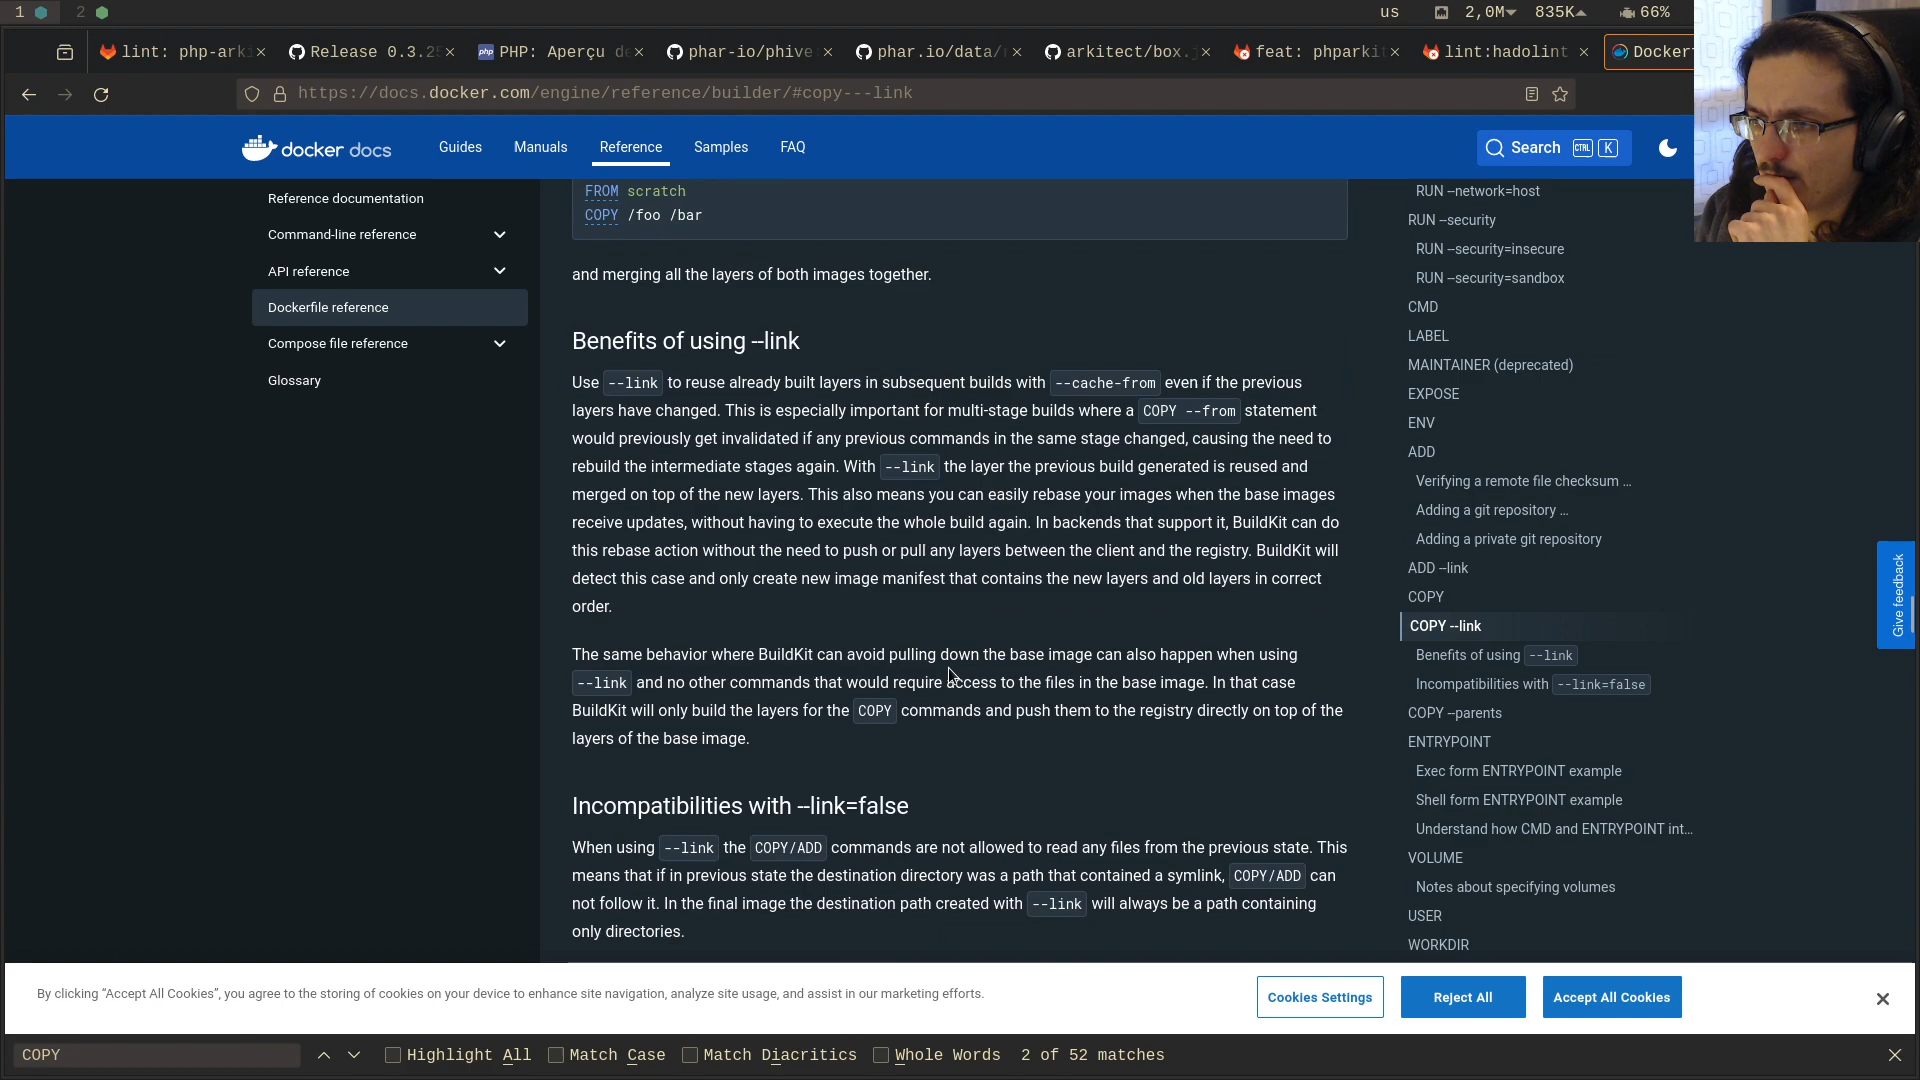 1 2 us 2,0M 835K 66%
lint: php-arki Release 0.3.2 PHP: Aperçu de phar-io/phive phar.io/data/ arkitect/box. feat: phparkit lint:hadolint Docker
https://docs.docker.com/engine/reference/builder/#copy---link
docker docs Guides Manuals Reference Samples FAQ Search CTRL K
Reference documentation
Command-line reference
API reference
Dockerfile reference
Compose file reference
Glossary
FROM scratch
COPY /foo /bar
and merging all the layers of both images together.
Benefits of using --link
Use --link to reuse already built layers in subsequent builds with --cache-from even if the previous
layers have changed. This is especially important for multi-stage builds where a COPY --from statement
would previously get invalidated if any previous commands in the same stage changed, causing the need to
rebuild the intermediate stages again. With --link the layer the previous build generated is reused and
merged on top of the new layers. This also means you can easily rebase your images when the base images
receive updates, without having to execute the whole build again. In backends that support it, BuildKit can do
this rebase action without the need to push or pull any layers between the client and the registry. BuildKit will
detect this case and only create new image manifest that contains the new layers and old layers in correct
order.
The same behavior where BuildKit can avoid pulling down the base image can also happen when using
--link and no other commands that would require access to the files in the base image. In that case
BuildKit will only build the layers for the COPY commands and push them to the registry directly on top of the
layers of the base image.
Incompatibilities with --link=false
When using --link the COPY/ADD commands are not allowed to read any files from the previous state. This
means that if in previous state the destination directory was a path that contained a symlink, COPY/ADD can
not follow it. In the final image the destination path created with --link will always be a path containing
only directories.
RUN --network=host
RUN --security
RUN --security=insecure
RUN --security=sandbox
CMD
LABEL
MAINTAINER (deprecated)
EXPOSE
ENV
ADD
Verifying a remote file checksum …
Adding a git repository …
Adding a private git repository
ADD --link
COPY
COPY --link
Benefits of using --link
Incompatibilities with --link=false
COPY --parents
ENTRYPOINT
Exec form ENTRYPOINT example
Shell form ENTRYPOINT example
Understand how CMD and ENTRYPOINT int...
VOLUME
Notes about specifying volumes
USER
WORKDIR
Give feedback
By clicking “Accept All Cookies”, you agree to the storing of cookies on your device to enhance site navigation, analyze site usage, and assist in our marketing efforts.
Cookies Settings Reject All Accept All Cookies
COPY Highlight All Match Case Match Diacritics Whole Words 2 of 52 matches